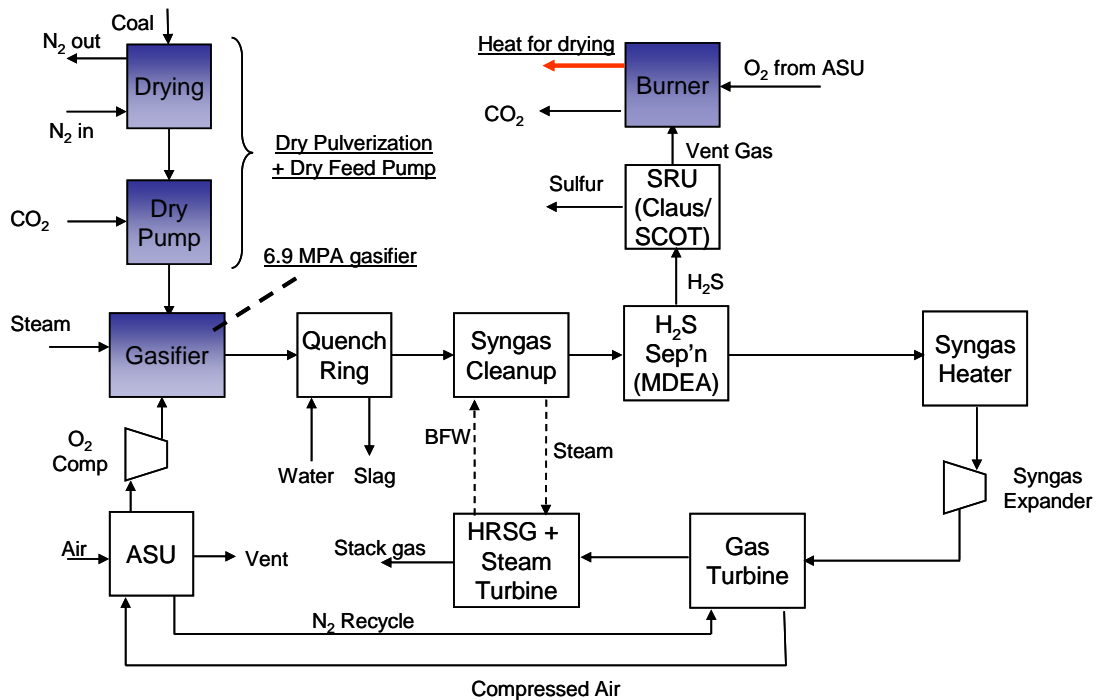 Coal
N₂ out
Drying
N₂ in
Dry Pulverization
+ Dry Feed Pump
CO₂
Dry
Pump
6.9 MPA gasifier
Heat for drying
Burner
O₂ from ASU
CO₂
Vent Gas
Sulfur
SRU
(Claus/
SCOT)
H₂S
Steam
Gasifier
Quench
Ring
Syngas
Cleanup
H₂S
Sep'n
(MDEA)
Syngas
Heater
O₂
Comp
Water
Slag
BFW
Steam
Syngas
Expander
Air
ASU
Vent
Stack gas
HRSG +
Steam
Turbine
Gas
Turbine
N₂ Recycle
Compressed Air